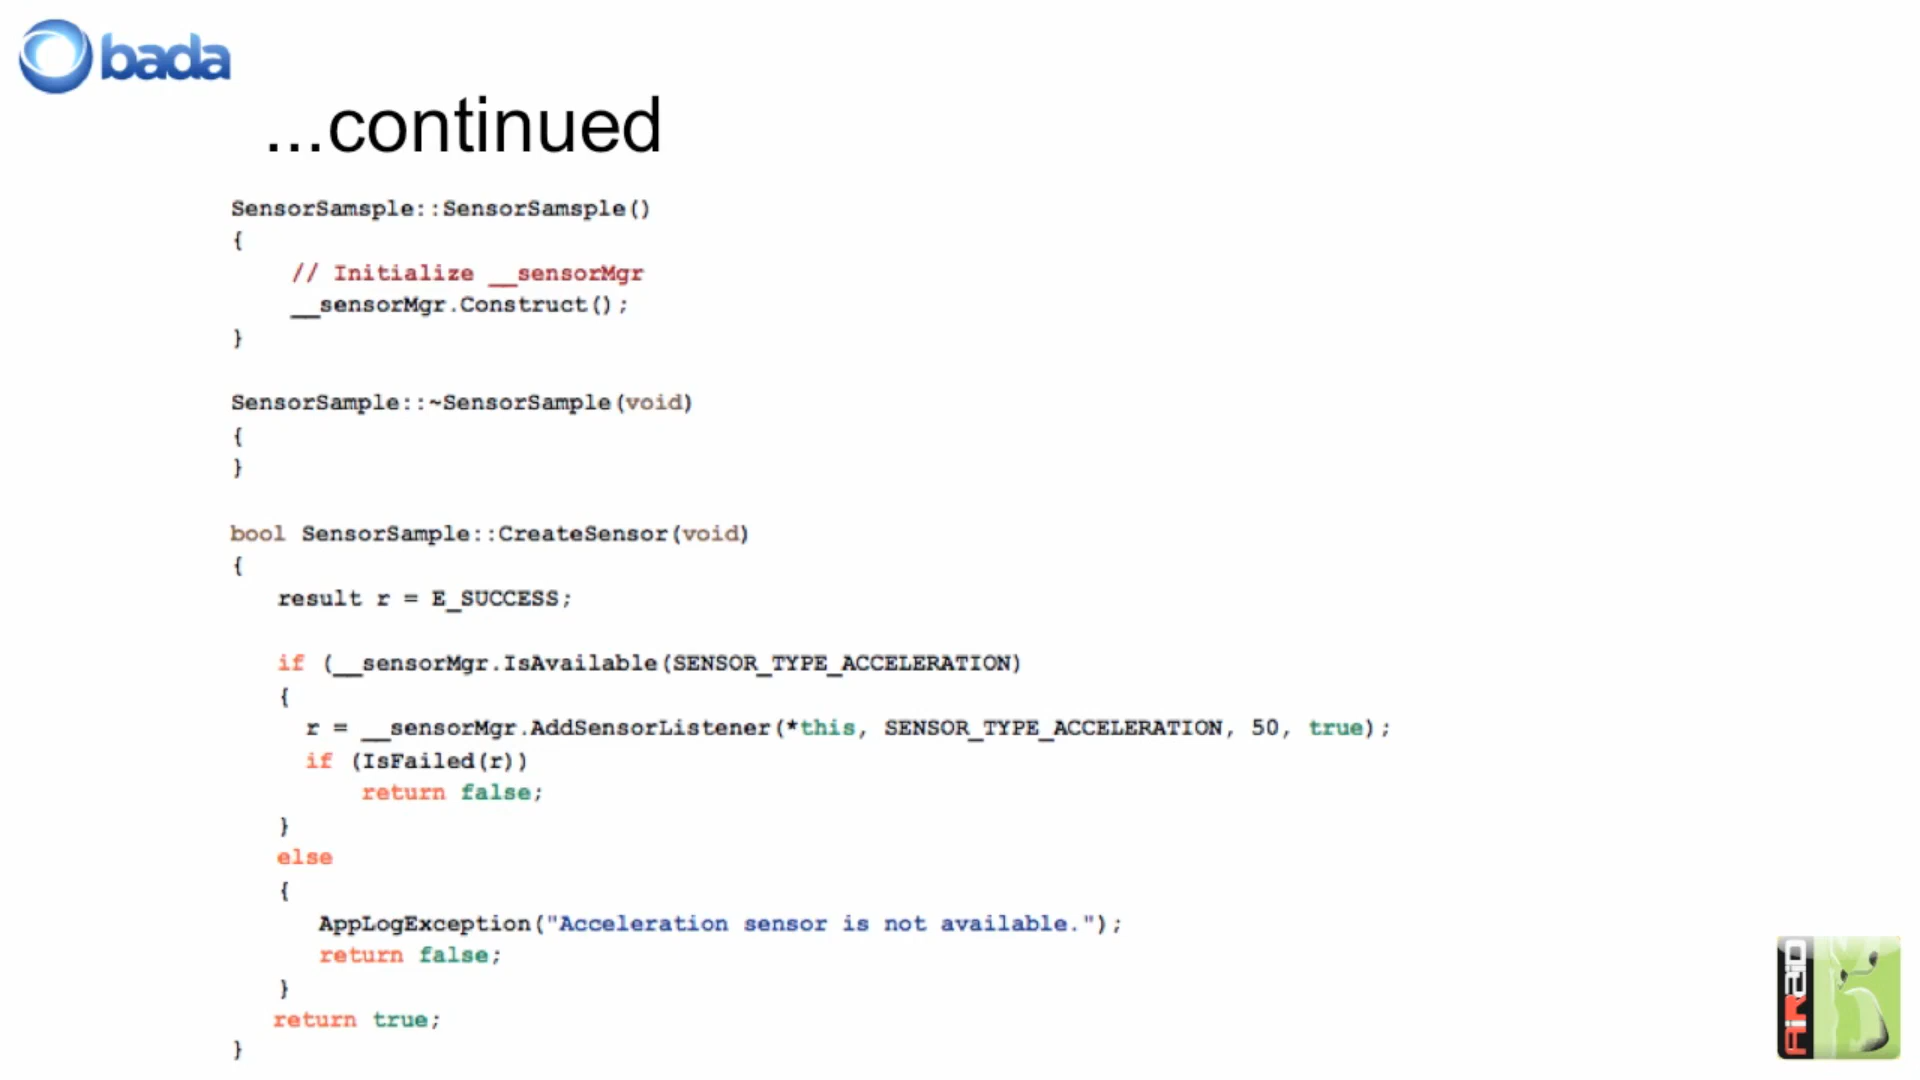 bada
...continued
SensorSamsple::SensorSamsple()
{
// Initialize __sensorMgr
__sensorMgr.Construct();
}
SensorSample::~SensorSample(void)
{
}
bool SensorSample::CreateSensor(void)
{
result r = E_SUCCESS;
if (__sensorMgr.IsAvailable(SENSOR_TYPE_ACCELERATION)
{
r = __sensorMgr.AddSensorListener(*this, SENSOR_TYPE_ACCELERATION, 50, true);
if (IsFailed(r))
return false;
}
else
{
AppLogException("Acceleration sensor is not available.");
return false;
}
return true;
}
AiRaiD